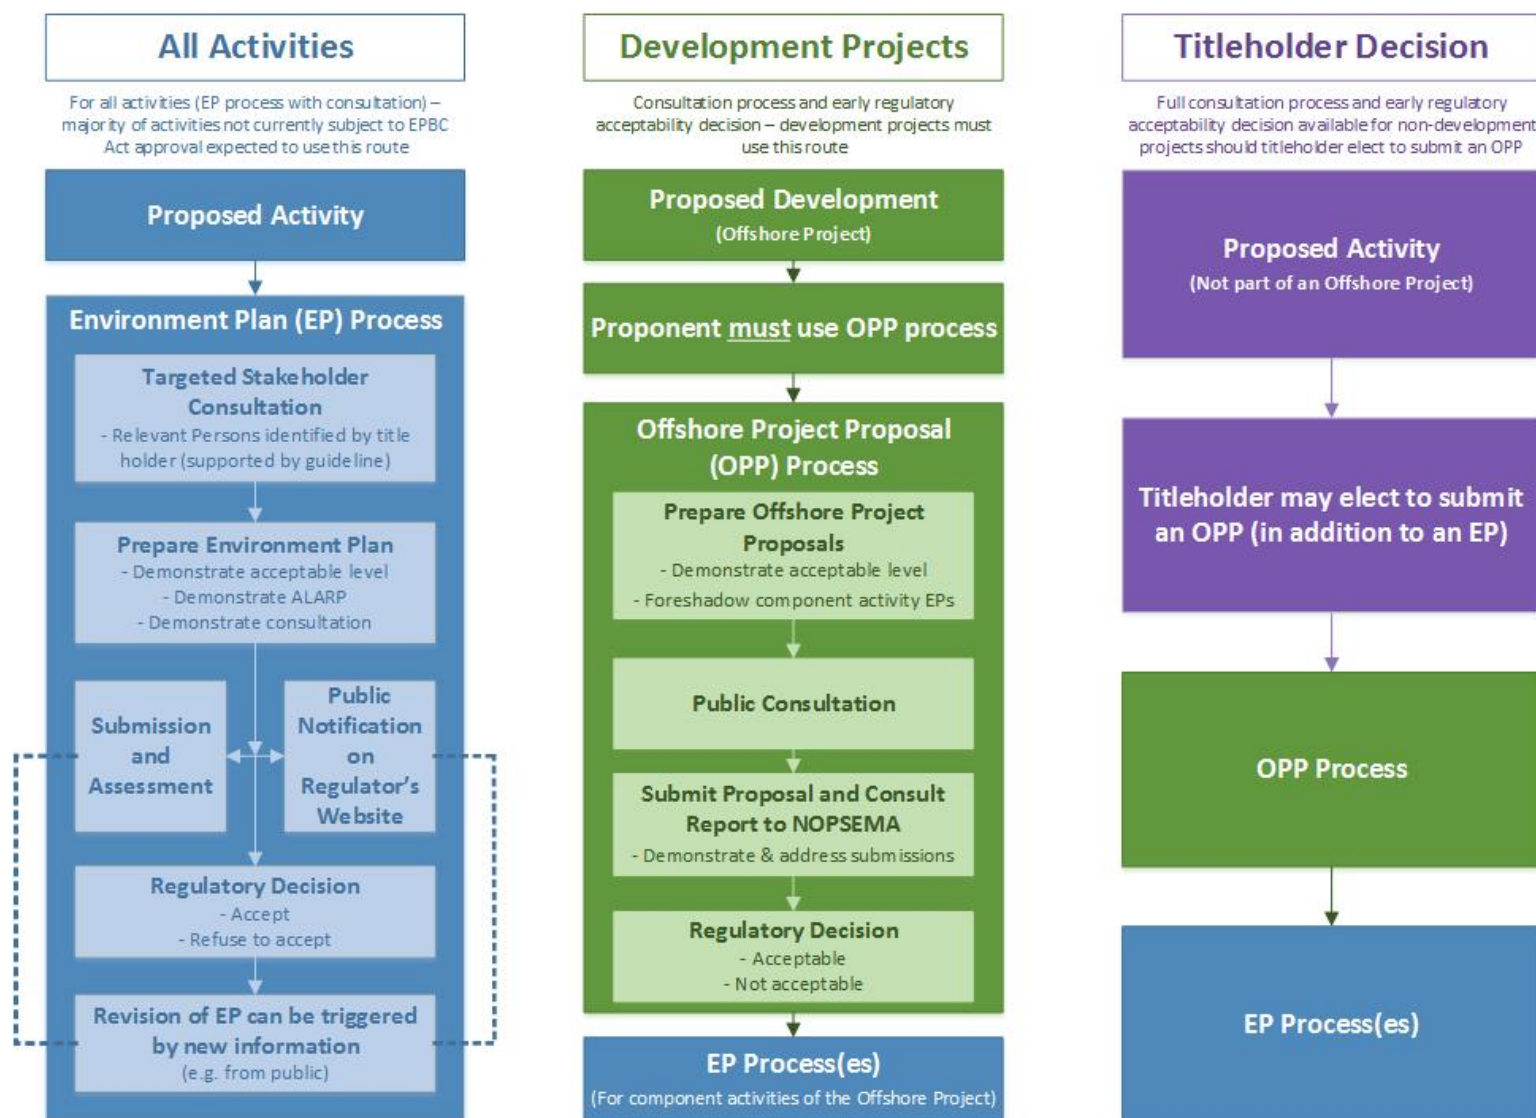 All Activities
For all activities (EP process with consultation) –
majority of activities not currently subject to EPBC
Act approval expected to use this route
Proposed Activity
Environment Plan (EP) Process
Targeted Stakeholder
Consultation
- Relevant Persons identified by title
holder (supported by guideline)
Prepare Environment Plan
- Demonstrate acceptable level
- Demonstrate ALARP
- Demonstrate consultation
Submission
and
Assessment
Public
Notification
on
Regulator's
Website
Regulatory Decision
- Accept
- Refuse to accept
Revision of EP can be triggered
by new information
(e.g. from public)
Development Projects
Consultation process and early regulatory
acceptability decision – development projects must
use this route
Proposed Development
(Offshore Project)
Proponent must use OPP process
Offshore Project Proposal
(OPP) Process
Prepare Offshore Project
Proposals
- Demonstrate acceptable level
- Foreshadow component activity EPs
Public Consultation
Submit Proposal and Consult
Report to NOPSEMA
- Demonstrate & address submissions
Regulatory Decision
- Acceptable
- Not acceptable
EP Process(es)
(For component activities of the Offshore Project)
Titleholder Decision
Full consultation process and early regulatory
acceptability decision available for non-development
projects should titleholder elect to submit an OPP
Proposed Activity
(Not part of an Offshore Project)
Titleholder may elect to submit
an OPP (in addition to an EP)
OPP Process
EP Process(es)